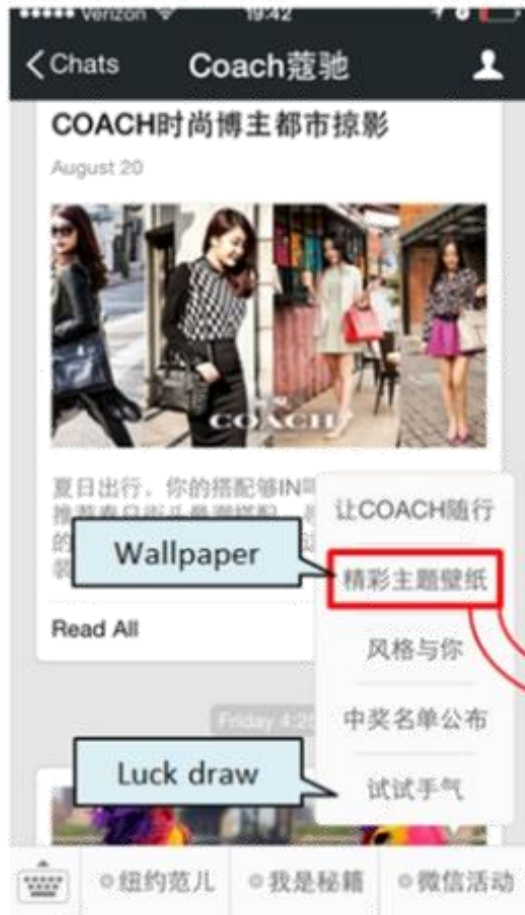 Verizon
19:42
Chats
Coach蔻驰
COACH时尚博主都市掠影
August 20
COACH
夏日出行，你的搭配够IN
让COACH随行
Wallpaper
精彩主题壁纸
Read All
风格与你
Friday 4:2
中奖名单公布
Luck draw
试试手气
纽约范儿
我是秘籍
微信活动